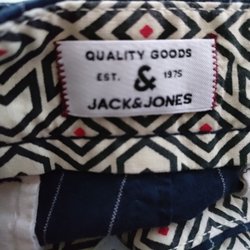 QUALITY GOODS
EST. & 1975
JACK&JONES